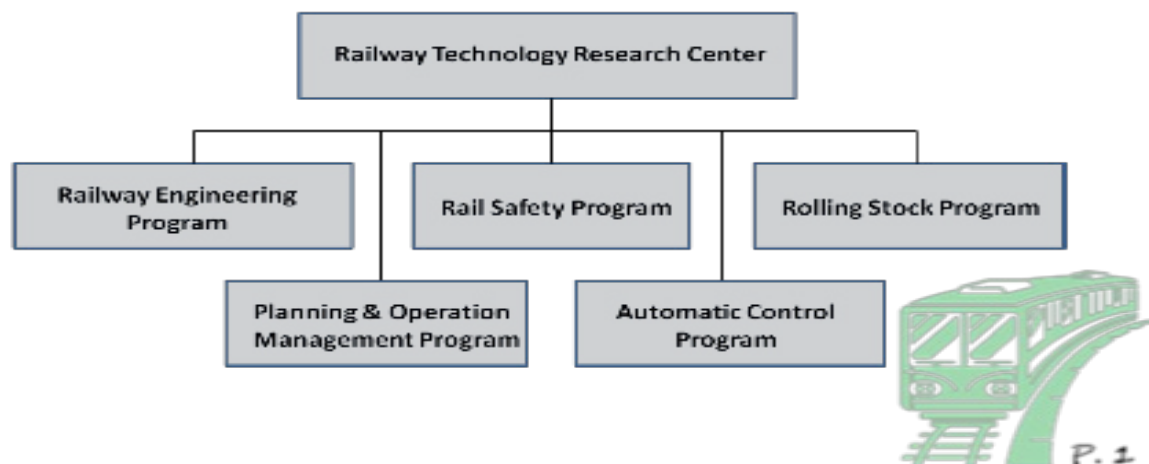 Railway Technology Research Center
Railway Engineering
Program
Rail Safety Program
Rolling Stock Program
Planning & Operation
Management Program
Automatic Control
Program
P. 1